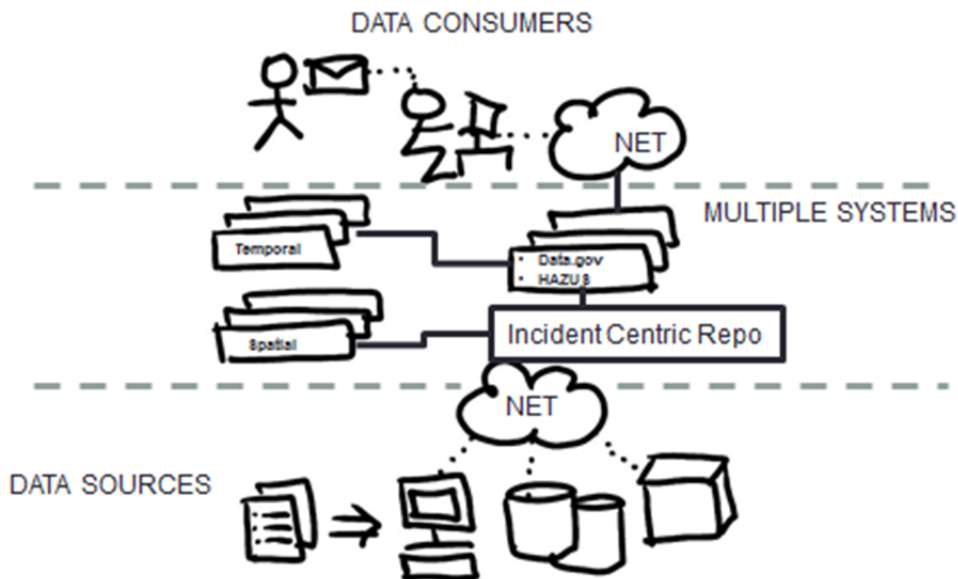 DATA CONSUMERS
NET
MULTIPLE SYSTEMS
Temporal
• Data.gov
• HAZUS
Spatial
Incident Centric Repo
NET
DATA SOURCES